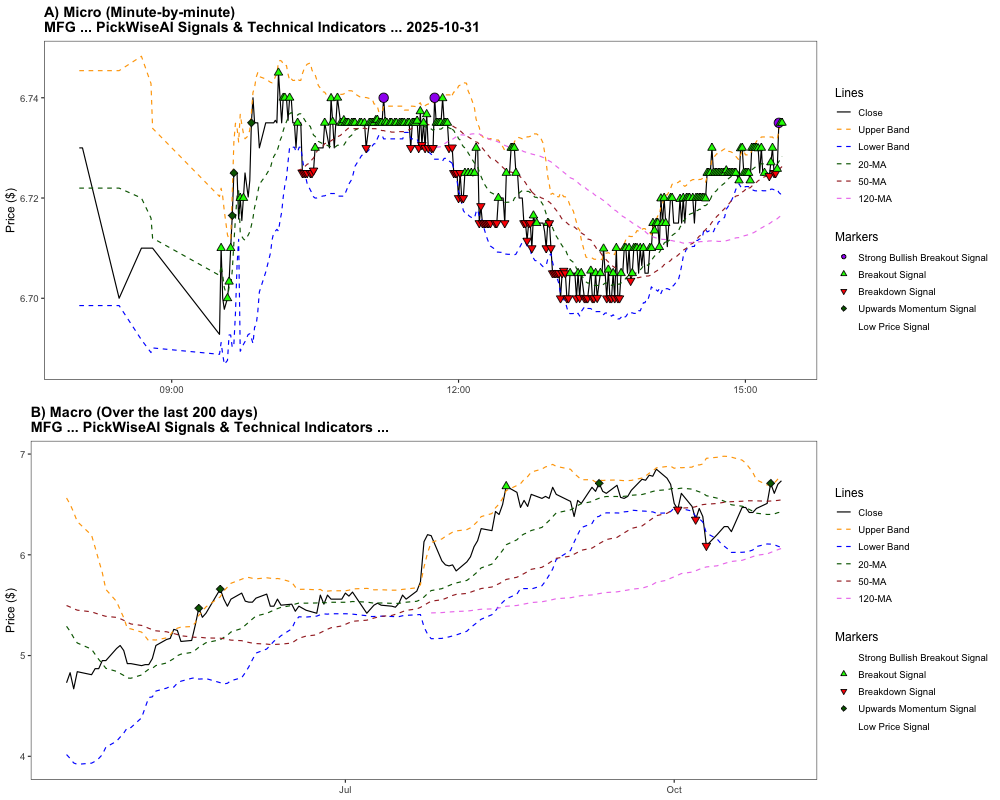 A) Micro (Minute-by-minute)
MFG ... PickWiseAI Signals & Technical Indicators ... 2025-10-31
Price ($)
6.74
6.72
6.70
09:00
12:00
15:00
Lines
Close
Upper Band
Lower Band
20-MA
50-MA
120-MA
Markers
Strong Bullish Breakout Signal
Breakout Signal
Breakdown Signal
Upwards Momentum Signal
Low Price Signal
B) Macro (Over the last 200 days)
MFG ... PickWiseAI Signals & Technical Indicators ...
Price ($)
7
6
5
4
Jul
Oct
Lines
Close
Upper Band
Lower Band
20-MA
50-MA
120-MA
Markers
Strong Bullish Breakout Signal
Breakout Signal
Breakdown Signal
Upwards Momentum Signal
Low Price Signal